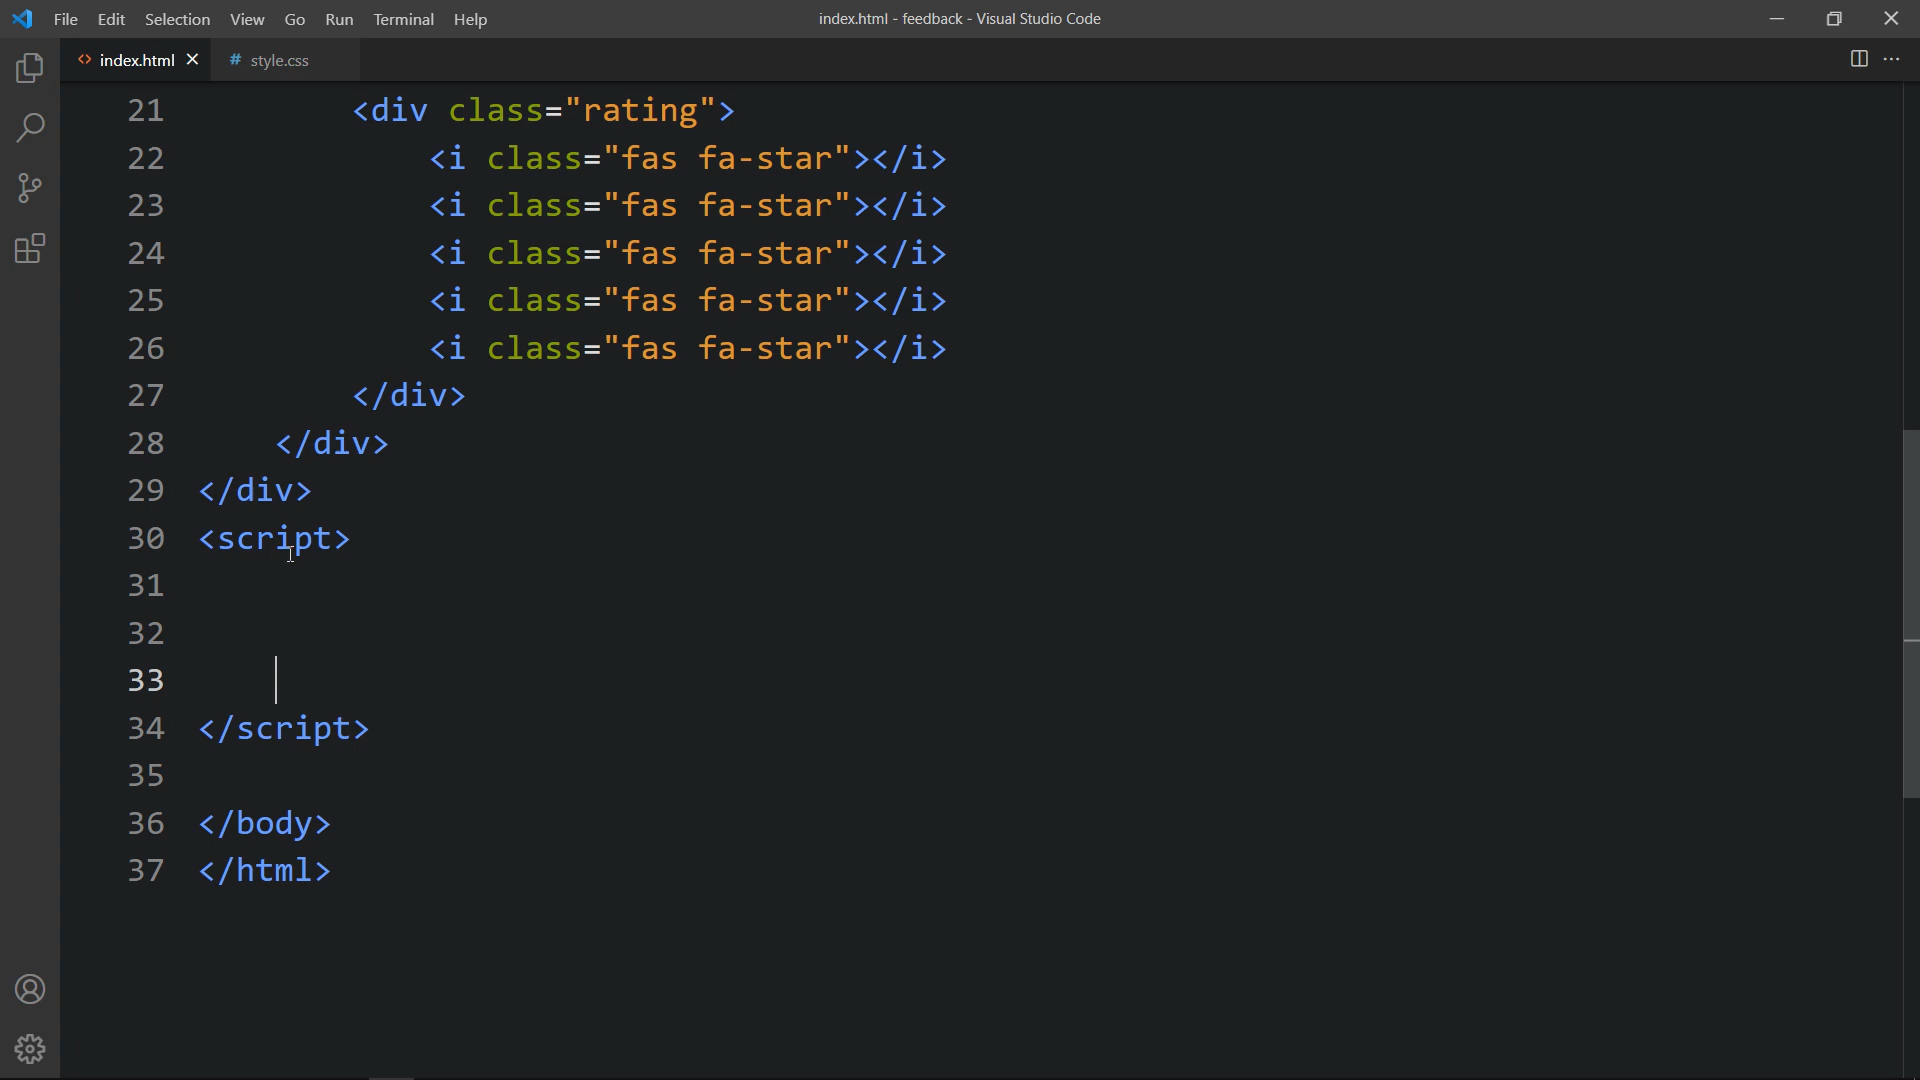 File Edit Selection View Go Run Terminal Help
index.html - feedback - Visual Studio Code
<> index.html # style.css
21 <div class="rating">
22 <i class="fas fa-star"></i>
23 <i class="fas fa-star"></i>
24 <i class="fas fa-star"></i>
25 <i class="fas fa-star"></i>
26 <i class="fas fa-star"></i>
27 </div>
28 </div>
29 </div>
30 <script>
31
32
33
34 </script>
35
36 </body>
37 </html>